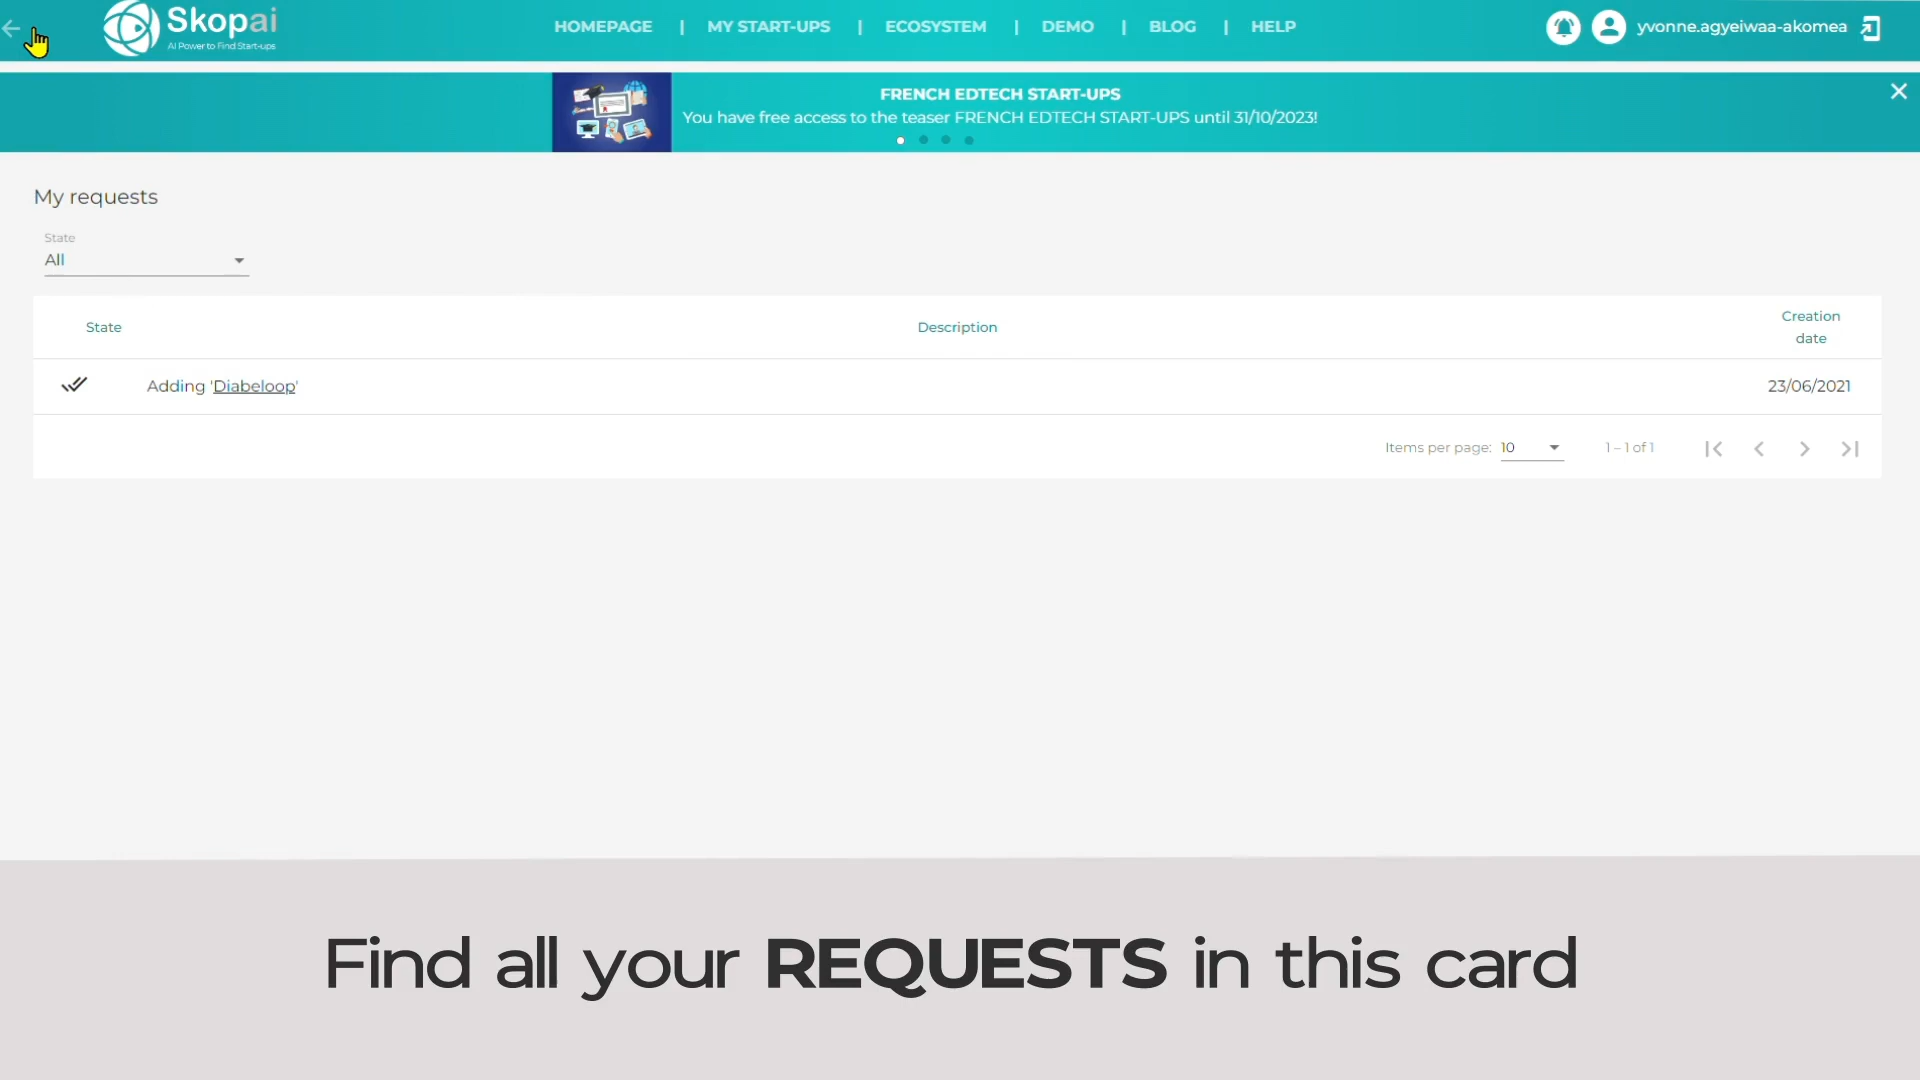 Skopai
AI Power to Find Start-ups
HOMEPAGE | MY START-UPS | ECOSYSTEM | DEMO | BLOG | HELP
yvonne.agyeiwaa-akomea
FRENCH EDTECH START-UPS
You have free access to the teaser FRENCH EDTECH START-UPS until 31/10/2023!
My requests
State
All
State Description Creation date
Adding 'Diabeloop' 23/06/2021
Items per page: 10 1 – 1 of 1
Find all your REQUESTS in this card